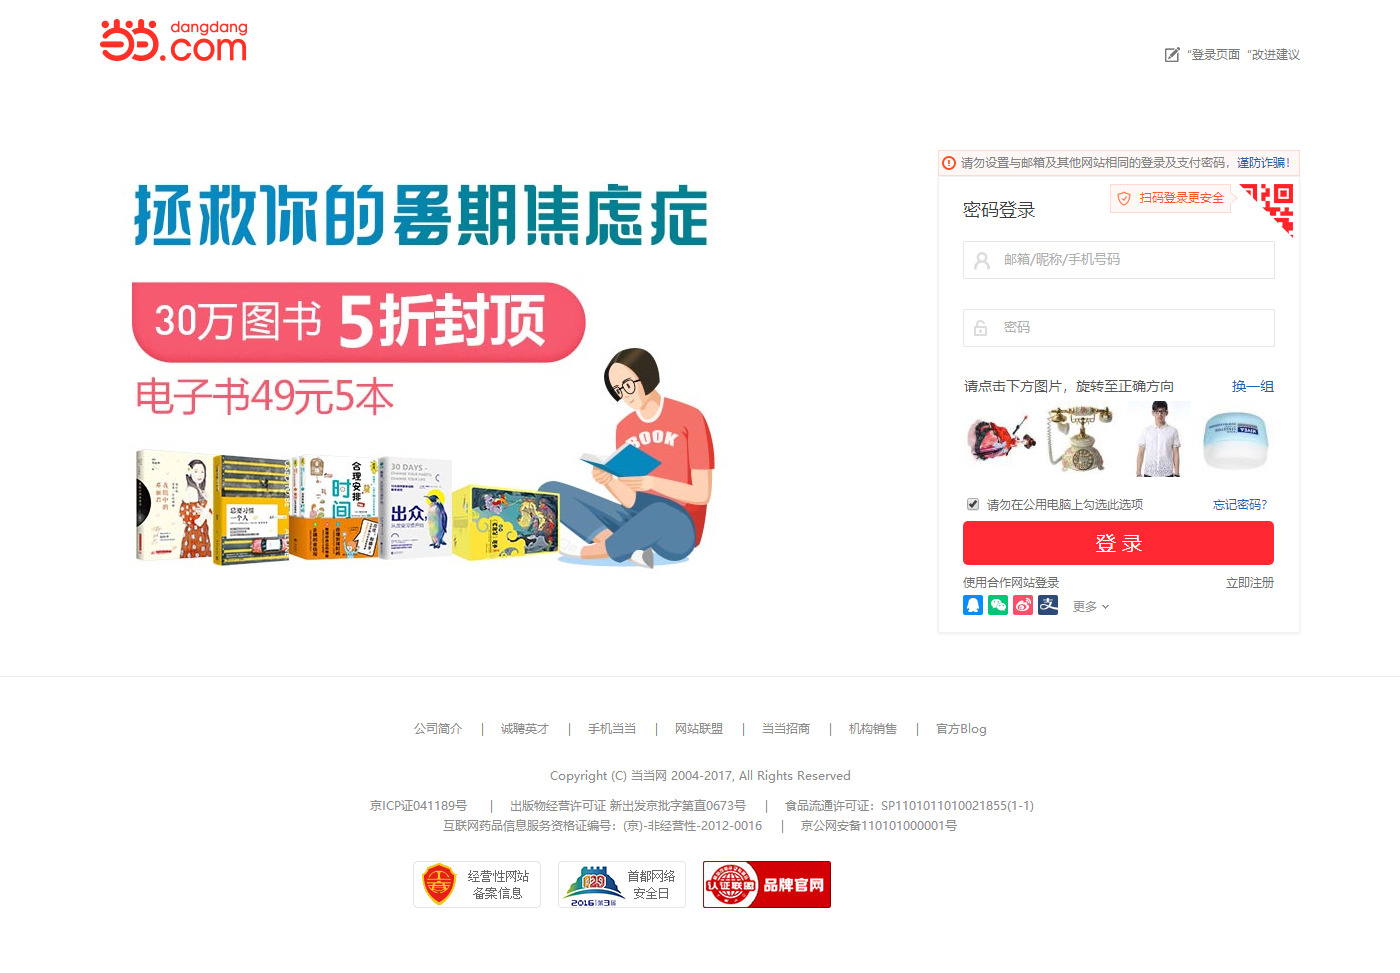 dangdang
.com
“登录页面 “改进建议
请勿设置与邮箱及其他网站相同的登录及支付密码，谨防诈骗!
扫码登录更安全
密码登录
邮箱/昵称/手机号码
密码
请点击下方图片，旋转至正确方向 换一组
请勿在公用电脑上勾选此选项 忘记密码?
登 录
使用合作网站登录 立即注册
更多
拯救你的暑期焦虑症
30万图书 5折封顶
电子书49元5本
BOOK
总要习惯
一个人
合理安排
时间
30 DAYS -
出众,
公司简介 | 诚聘英才 | 手机当当 | 网站联盟 | 当当招商 | 机构销售 | 官方Blog
Copyright (C) 当当网 2004-2017, All Rights Reserved
京ICP证041189号 | 出版物经营许可证 新出发京批字第直0673号 | 食品流通许可证：SP1101011010021855(1-1)
互联网药品信息服务资格证编号：(京)-非经营性-2012-0016 | 京公网安备110101000001号
经营性网站
备案信息
首都网络
安全日
429
2016|第3届
认证联盟
品牌官网